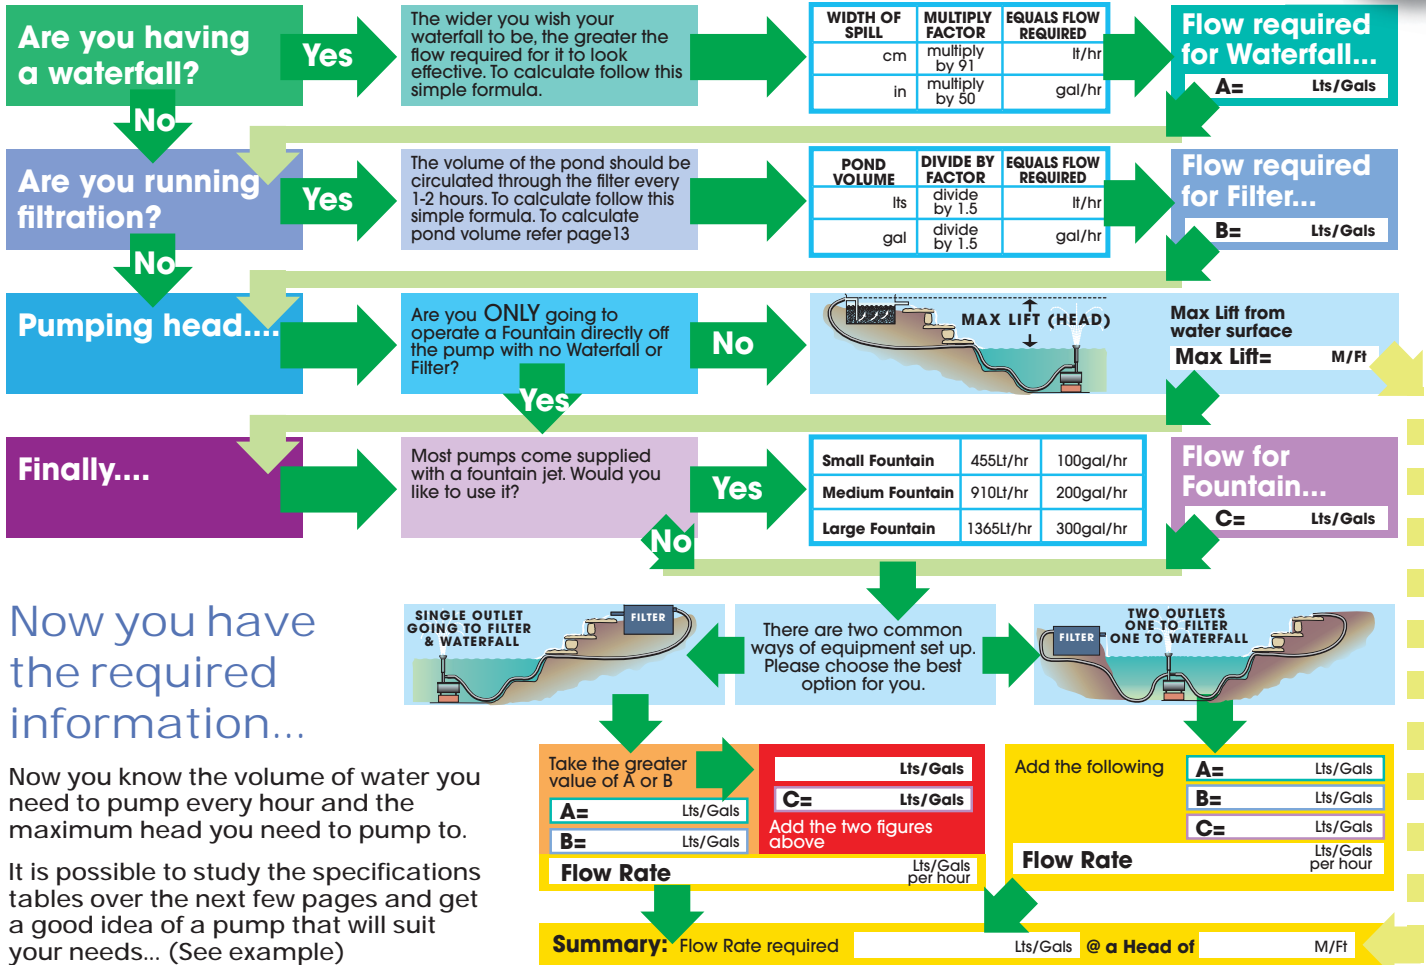 Are you having
a waterfall?
Yes
The wider you wish your
waterfall to be, the greater the
flow required for it to look
effective. To calculate follow this
simple formula.
WIDTH OF
SPILL
MULTIPLY
FACTOR
EQUALS FLOW
REQUIRED
cm
multiply
by 91
lt/hr
in
multiply
by 50
gal/hr
Flow required
for Waterfall...
A= Lts/Gals
No
Are you running
filtration?
Yes
The volume of the pond should be
circulated through the filter every
1-2 hours. To calculate follow this
simple formula. To calculate
pond volume refer page13
POND
VOLUME
DIVIDE BY
FACTOR
EQUALS FLOW
REQUIRED
lts
divide
by 1.5
lt/hr
gal
divide
by 1.5
gal/hr
Flow required
for Filter...
B= Lts/Gals
No
Pumping head....
Are you ONLY going to
operate a Fountain directly off
the pump with no Waterfall or
Filter?
No
MAX LIFT (HEAD)
Max Lift from
water surface
Max Lift= M/Ft
Yes
Finally....
Most pumps come supplied
with a fountain jet. Would you
like to use it?
Yes
Small Fountain 455Lt/hr 100gal/hr
Medium Fountain 910Lt/hr 200gal/hr
Large Fountain 1365Lt/hr 300gal/hr
Flow for
Fountain...
C= Lts/Gals
No
Now you have
the required
information...
Now you know the volume of water you
need to pump every hour and the
maximum head you need to pump to.
It is possible to study the specifications
tables over the next few pages and get
a good idea of a pump that will suit
your needs... (See example)
SINGLE OUTLET
GOING TO FILTER
& WATERFALL
FILTER
There are two common
ways of equipment set up.
Please choose the best
option for you.
TWO OUTLETS
ONE TO FILTER
ONE TO WATERFALL
FILTER
Take the greater
value of A or B
A= Lts/Gals
B= Lts/Gals
Lts/Gals
C= Lts/Gals
Add the two figures
above
Flow Rate Lts/Gals
per hour
Add the following
A= Lts/Gals
B= Lts/Gals
C= Lts/Gals
Flow Rate Lts/Gals
per hour
Summary: Flow Rate required Lts/Gals @ a Head of M/Ft